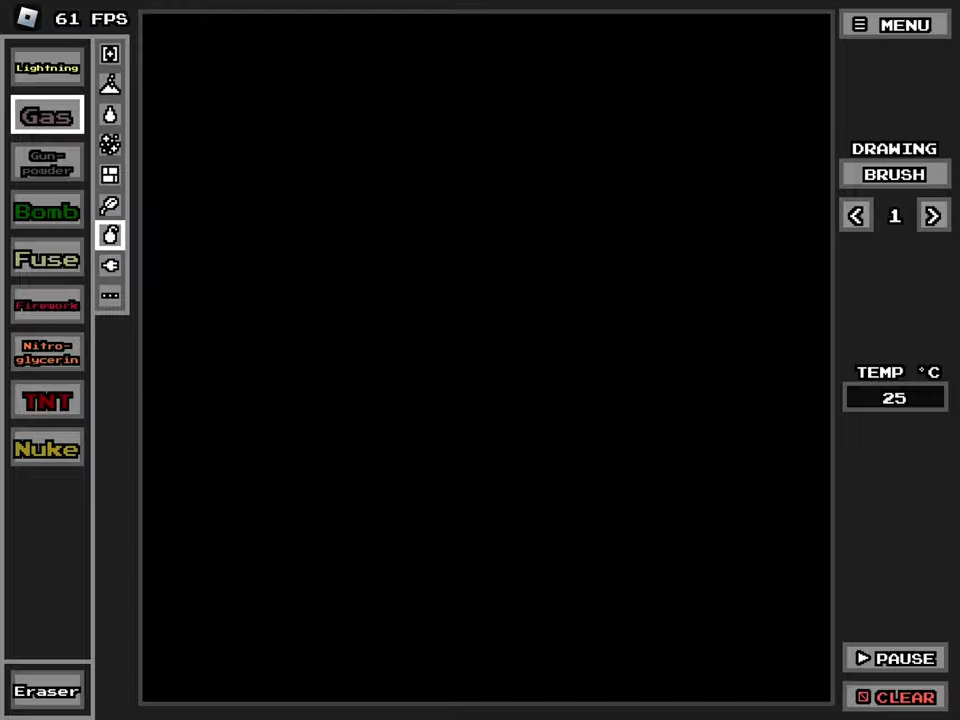 61 FPS
MENU
Lightning
Gas
Gun-
powder
Bomb
Fuse
Firework
Nitro-
glycerin
TNT
Nuke
Eraser
DRAWING
BRUSH
1
TEMP °C
25
PAUSE
CLEAR